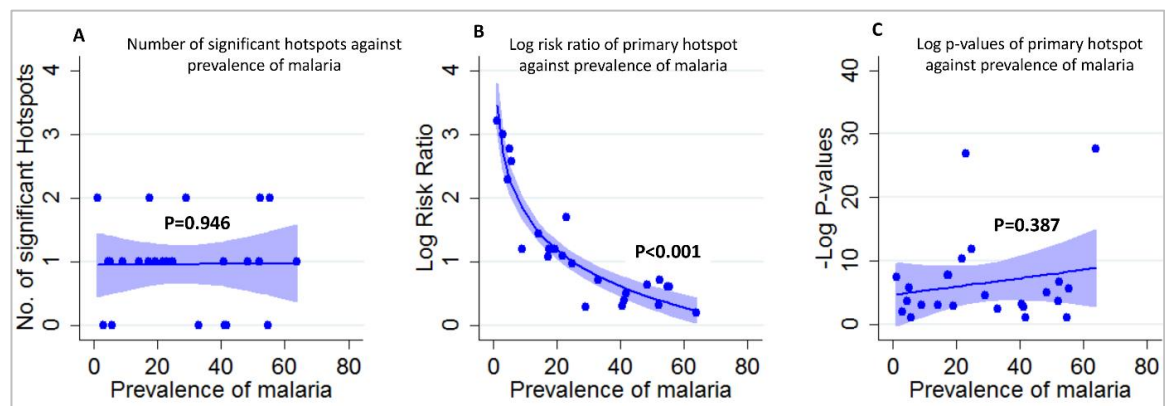 A
Number of significant hotspots against
prevalence of malaria
No. of significant Hotspots
4
3
2
1
0
P=0.946
0 20 40 60 80
Prevalence of malaria
B
Log risk ratio of primary hotspot
against prevalence of malaria
Log Risk Ratio
4
3
2
1
0
P<0.001
0 20 40 60 80
Prevalence of malaria
C
Log p-values of primary hotspot
against prevalence of malaria
-Log P-values
40
30
20
10
0
P=0.387
0 20 40 60 80
Prevalence of malaria